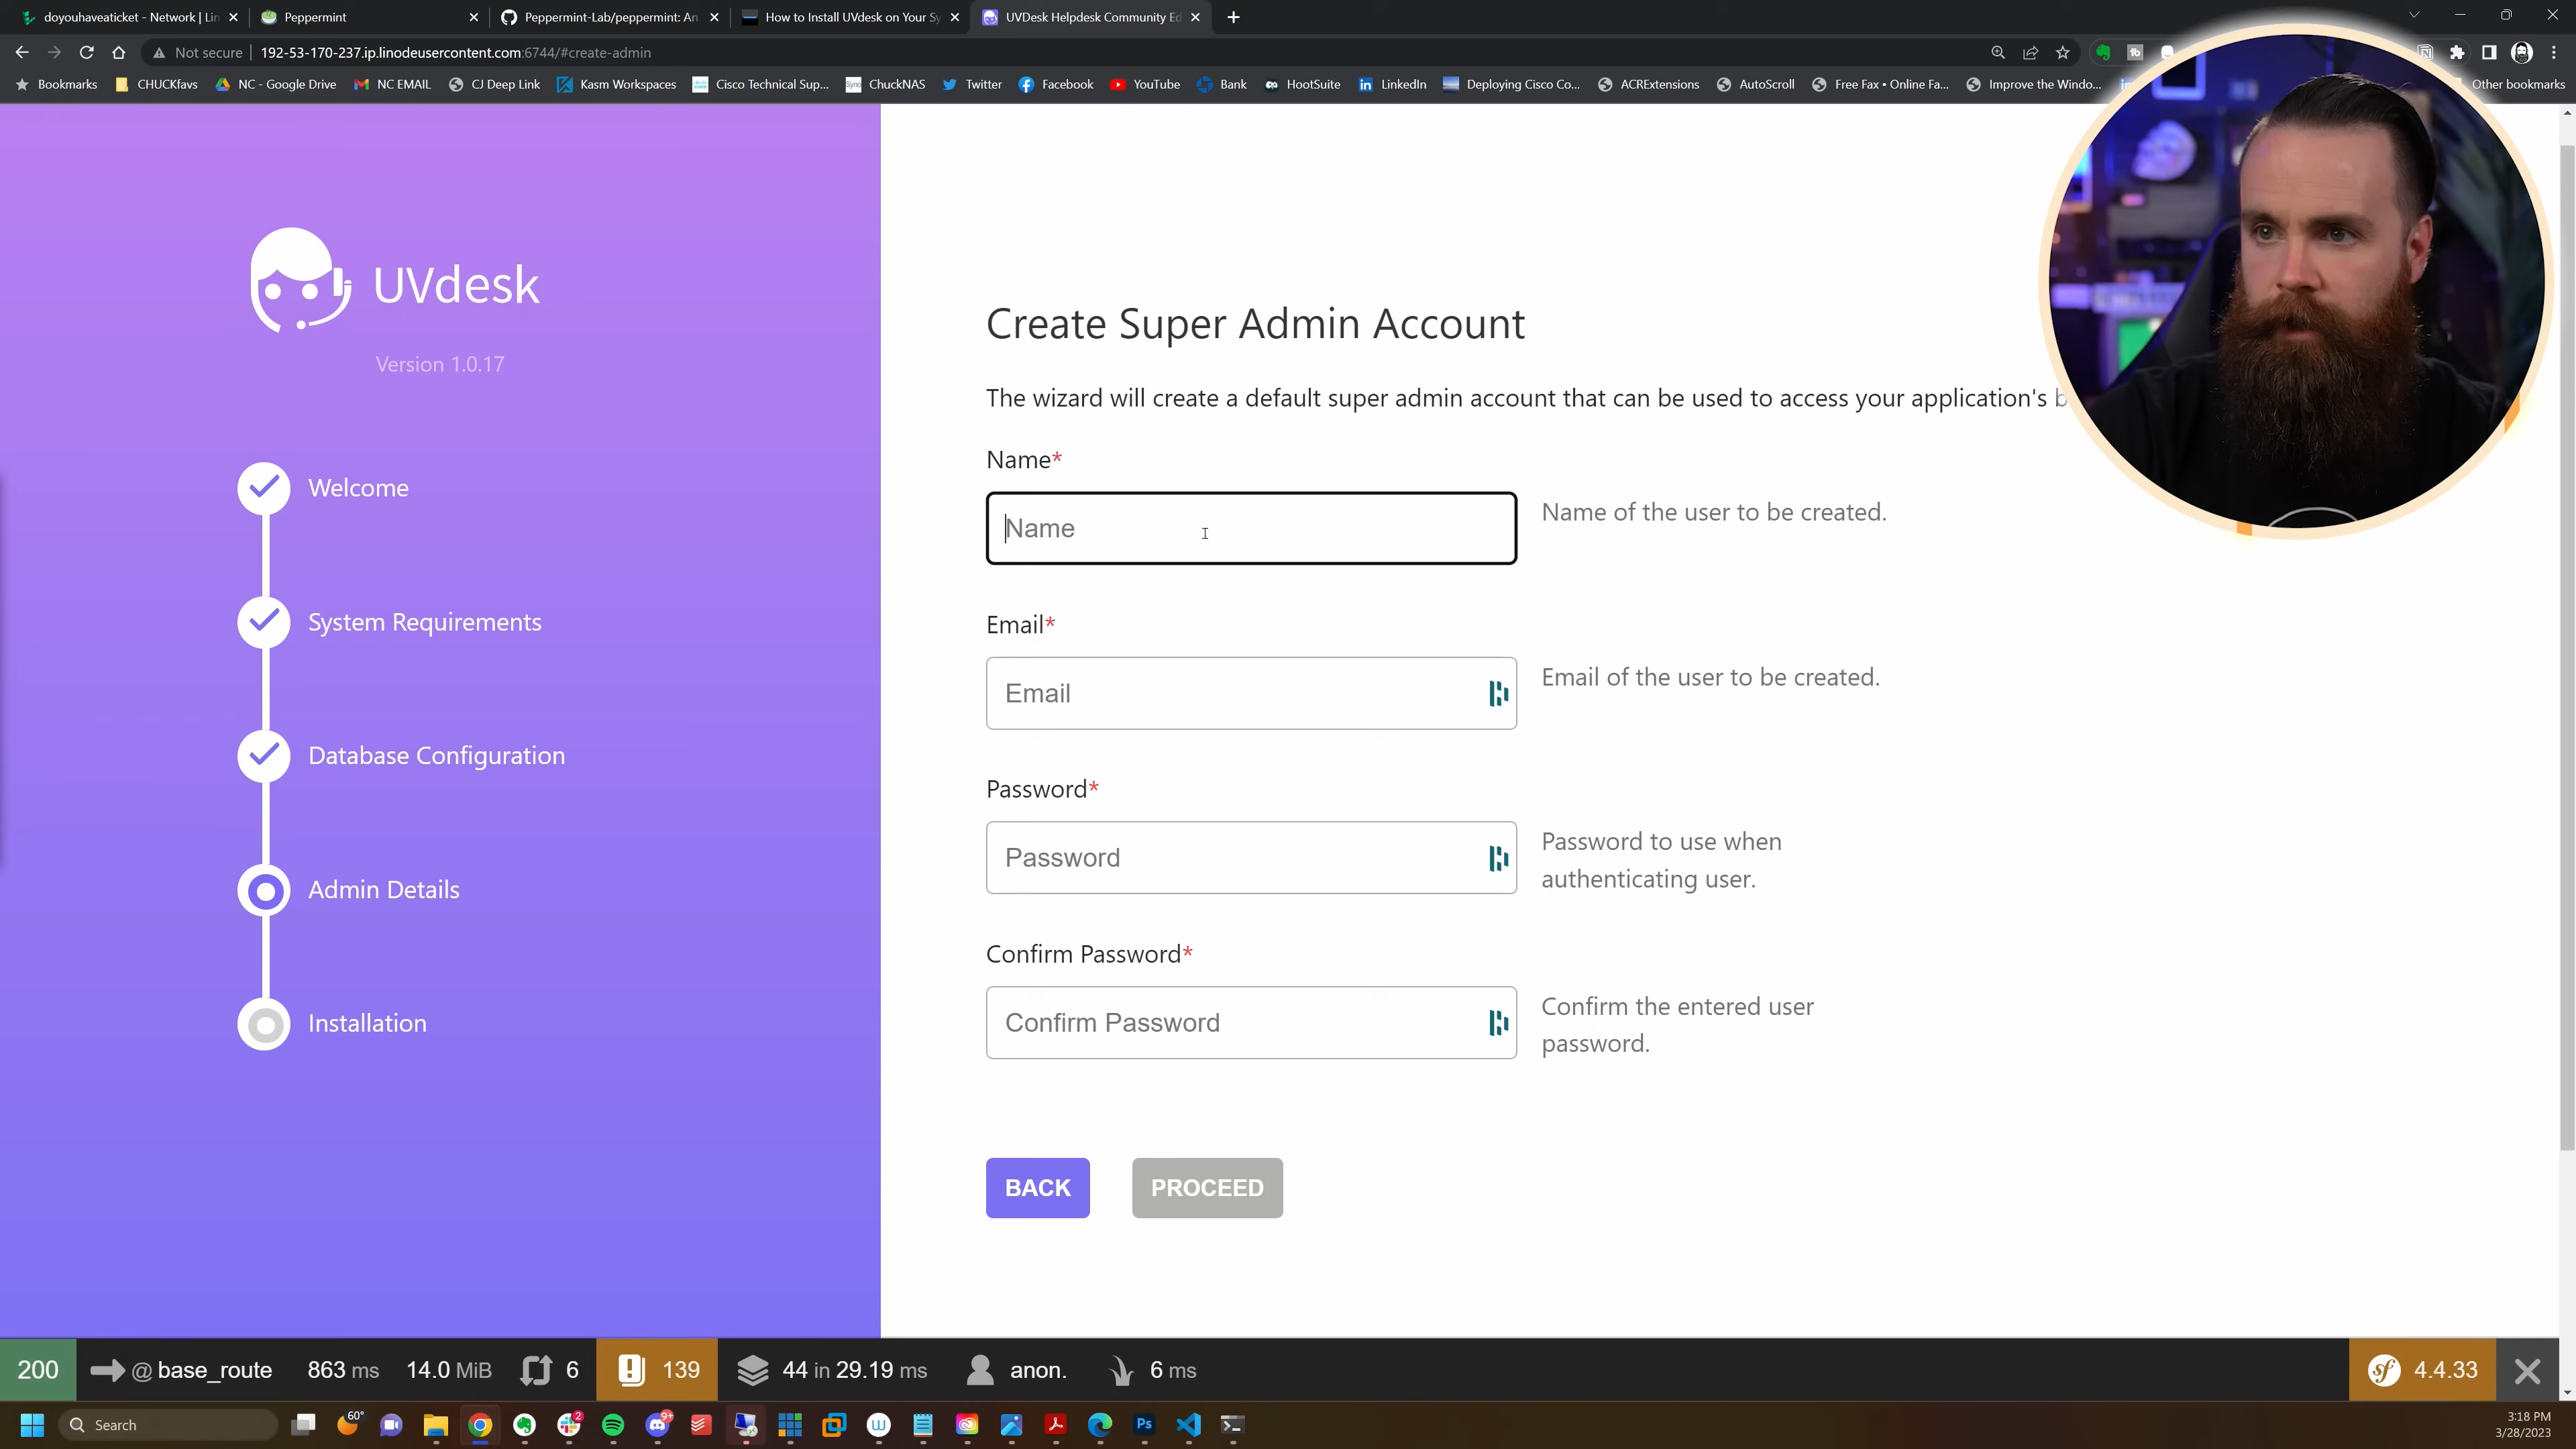 doyouhaveaticket - Network | Lin
Peppermint
Peppermint-Lab/peppermint: An
How to Install UVdesk on Your Sy
UVDesk Helpdesk Community Ed
Not secure
192-53-170-237.ip.linodeusercontent.com:6744/#create-admin
Bookmarks
CHUCKfavs
NC - Google Drive
NC EMAIL
CJ Deep Link
Kasm Workspaces
Cisco Technical Sup...
ChuckNAS
Twitter
Facebook
YouTube
Bank
HootSuite
LinkedIn
Deploying Cisco Co...
ACRExtensions
AutoScroll
Free Fax • Online Fa...
Improve the Windo...
Other bookmarks
UVdesk
Version 1.0.17
Welcome
System Requirements
Database Configuration
Admin Details
Installation
Create Super Admin Account
The wizard will create a default super admin account that can be used to access your application's b
Name*
Name
Name of the user to be created.
Email*
Email
Email of the user to be created.
Password*
Password
Password to use when
authenticating user.
Confirm Password*
Confirm Password
Confirm the entered user
password.
BACK
PROCEED
200
@ base_route
863 ms
14.0 MiB
6
139
44 in 29.19 ms
anon.
6 ms
sf
4.4.33
Search
60°
2
9+
Ps
3:18 PM
3/28/2023